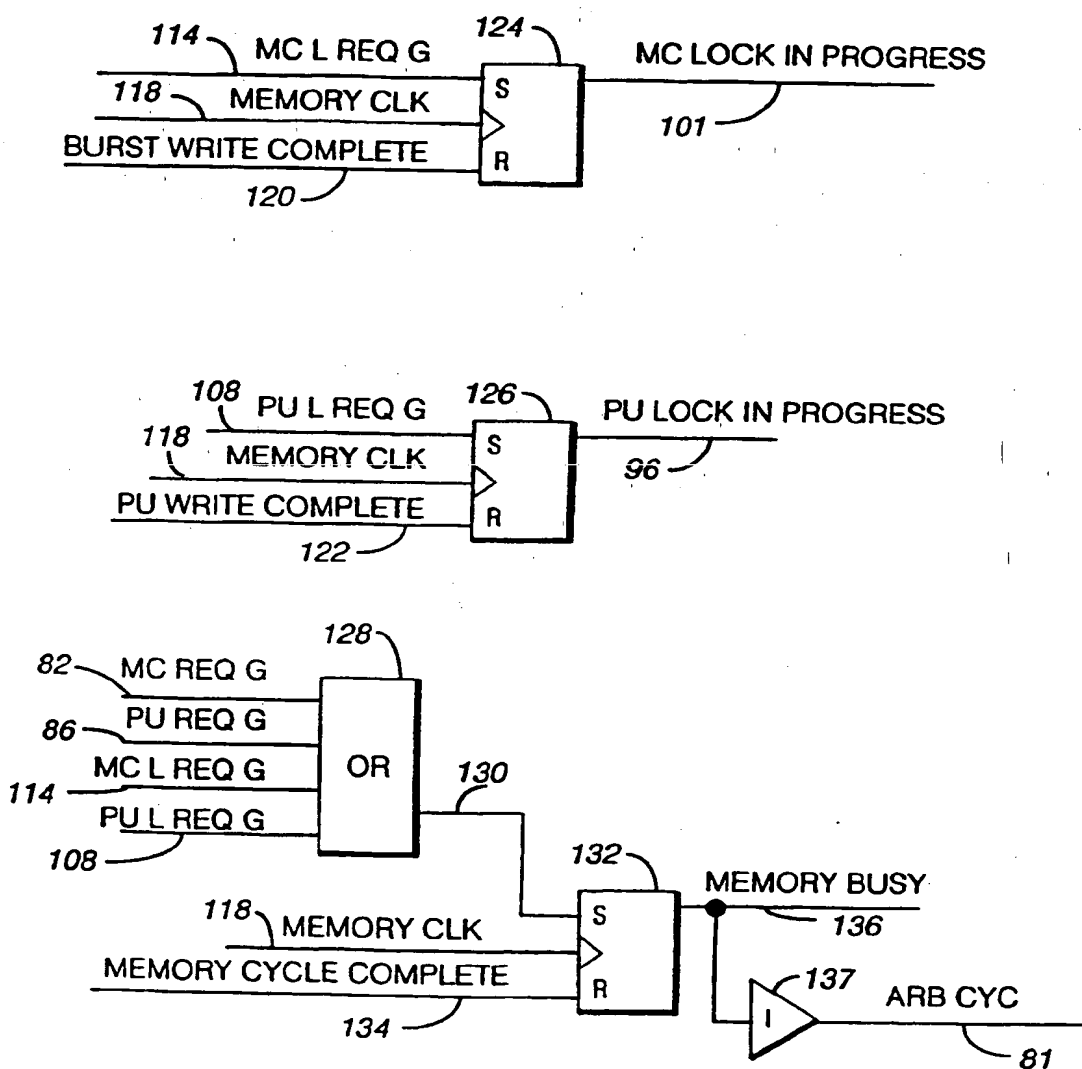 114 MC L REQ G 124 MC LOCK IN PROGRESS
S
118 MEMORY CLK
101
BURST WRITE COMPLETE R
120
108 PU L REQ G 126 PU LOCK IN PROGRESS
S
118 MEMORY CLK
96
PU WRITE COMPLETE R
122
128
82 MC REQ G
PU REQ G
86
MC L REQ G OR 130
114
PU L REQ G
108 132
MEMORY BUSY
S
118 MEMORY CLK 136
MEMORY CYCLE COMPLETE R
137 ARB CYC
134
I
81